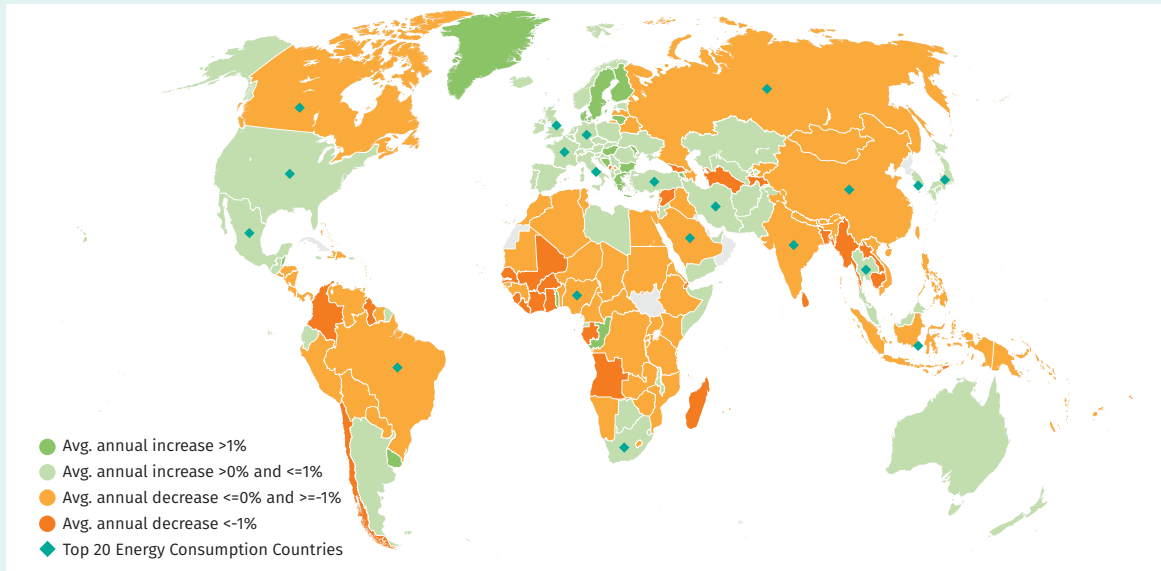 Avg. annual increase >1%
Avg. annual increase >0% and <=1%
Avg. annual decrease <=0% and >=-1%
Avg. annual decrease <-1%
Top 20 Energy Consumption Countries